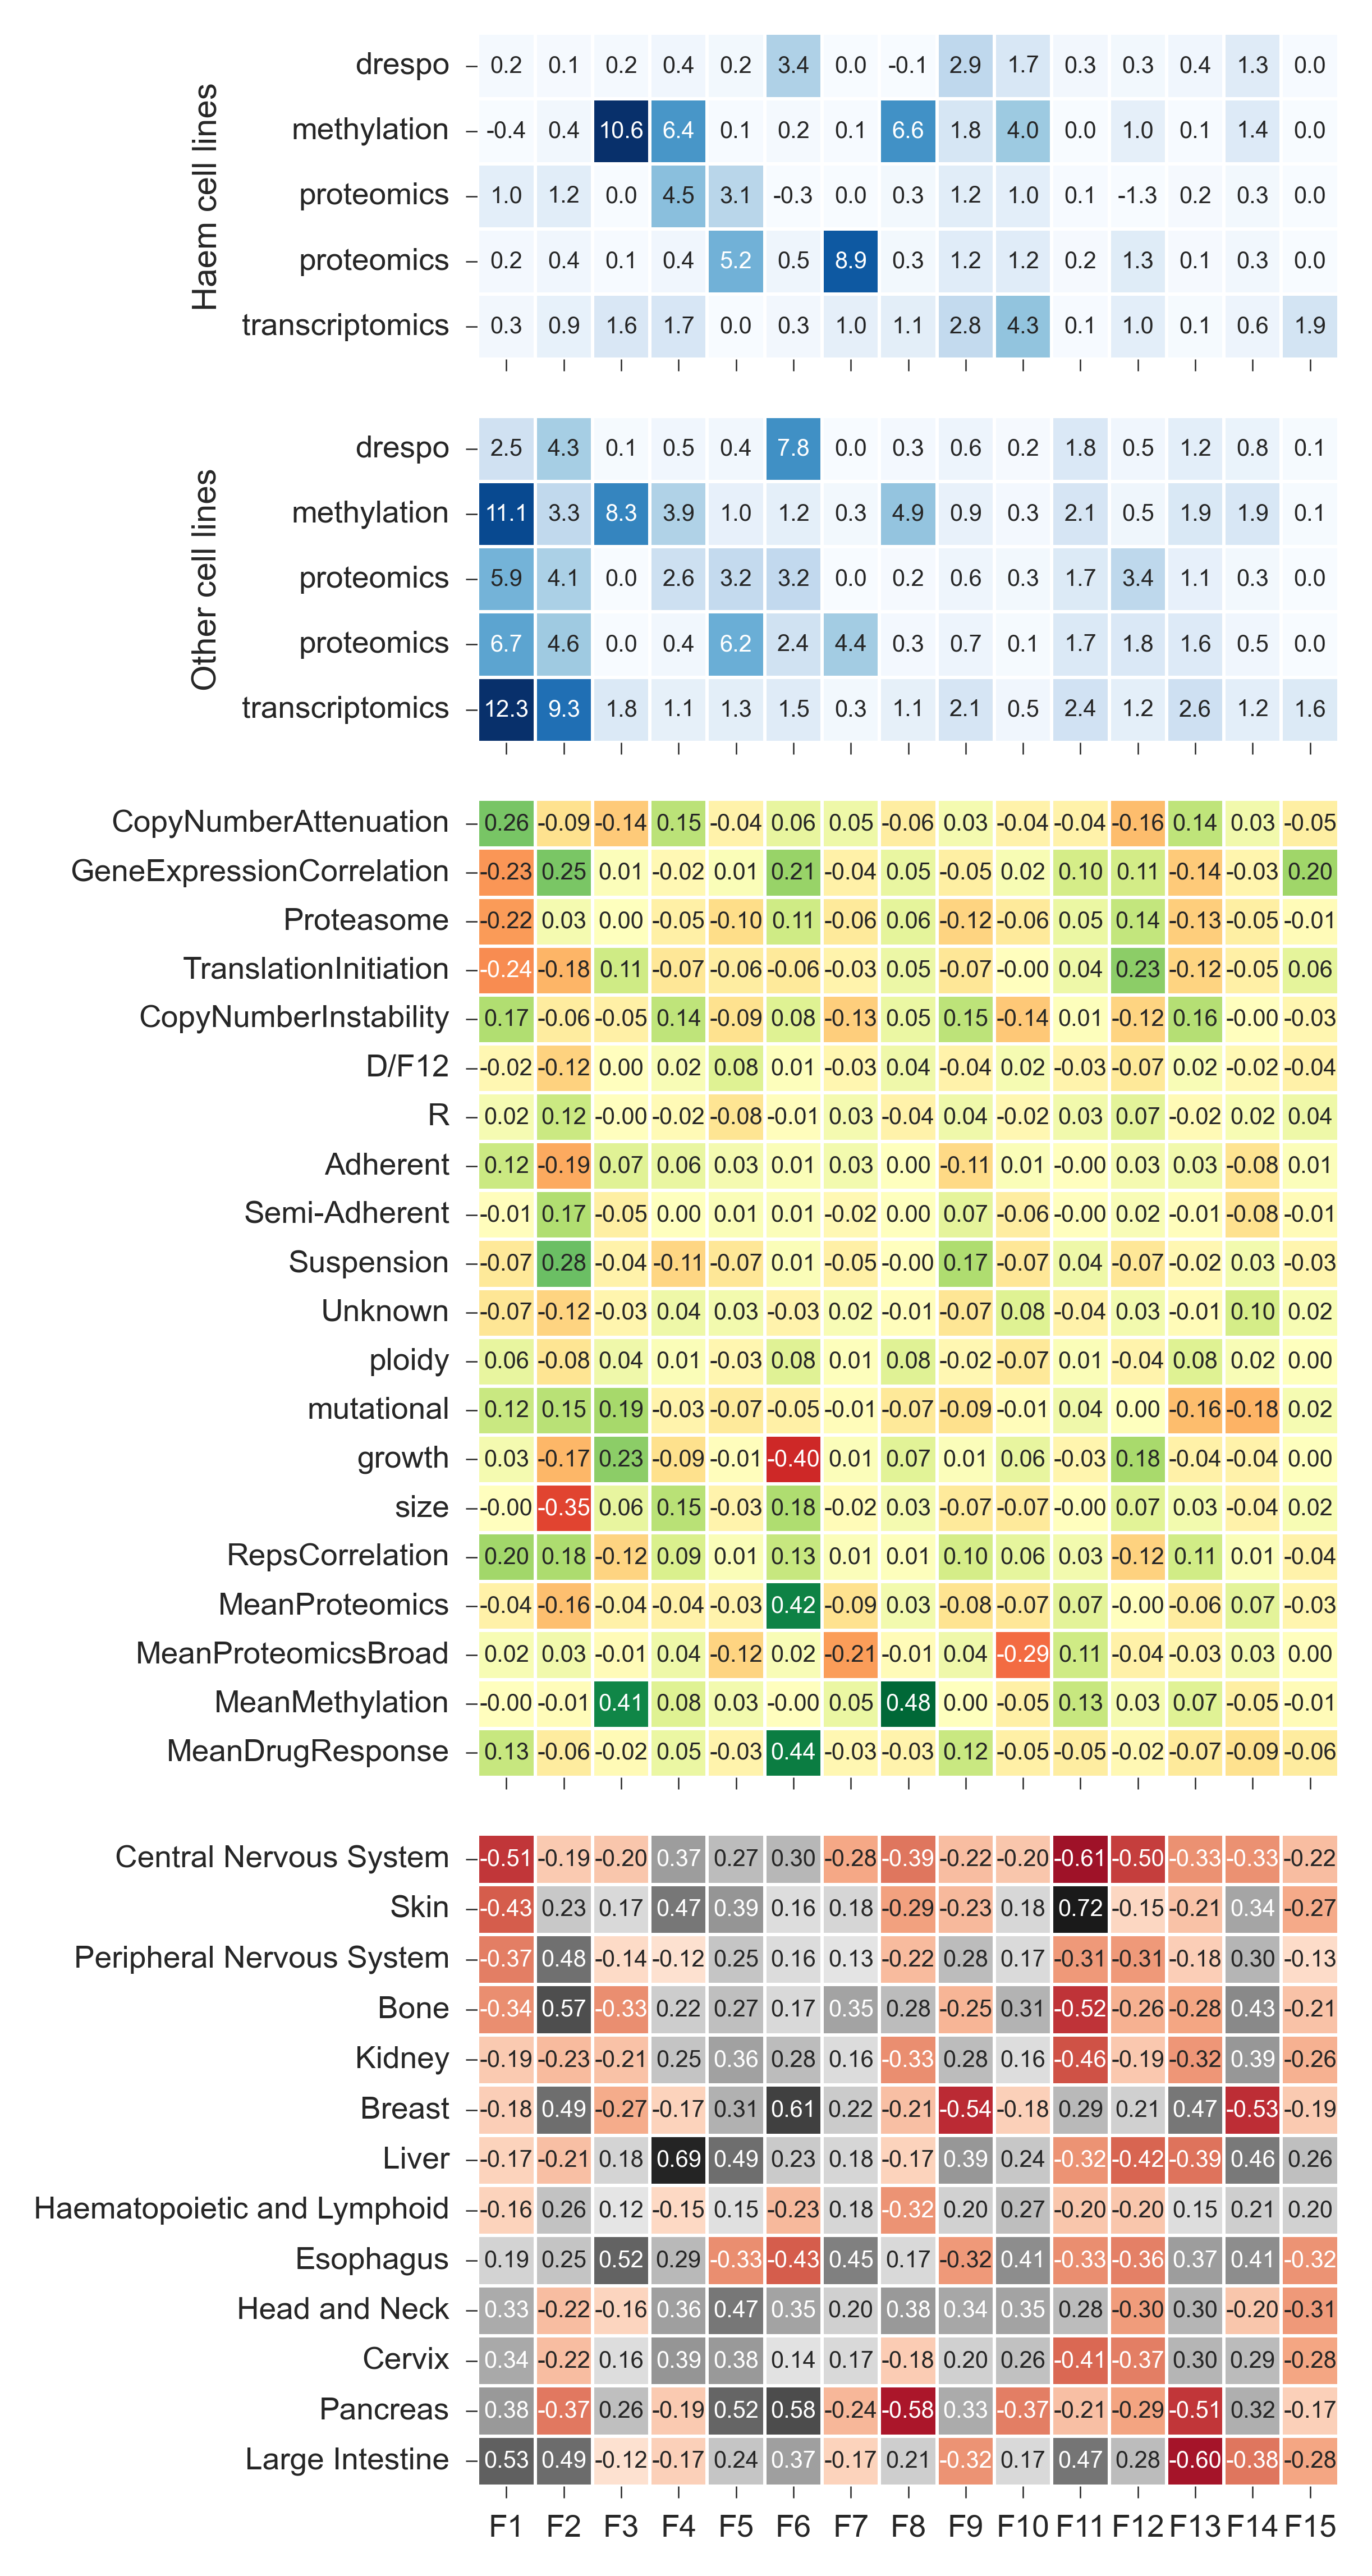 Haem cell lines
drespo 0.2 0.1 0.2 0.4 0.2 3.4 0.0 -0.1 2.9 1.7 0.3 0.3 0.4 1.3 0.0
methylation -0.4 0.4 10.6 6.4 0.1 0.2 0.1 6.6 1.8 4.0 0.0 1.0 0.1 1.4 0.0
proteomics 1.0 1.2 0.0 4.5 3.1 -0.3 0.0 0.3 1.2 1.0 0.1 -1.3 0.2 0.3 0.0
proteomics 0.2 0.4 0.1 0.4 5.2 0.5 8.9 0.3 1.2 1.2 0.2 1.3 0.1 0.3 0.0
transcriptomics 0.3 0.9 1.6 1.7 0.0 0.3 1.0 1.1 2.8 4.3 0.1 1.0 0.1 0.6 1.9
Other cell lines
drespo 2.5 4.3 0.1 0.5 0.4 7.8 0.0 0.3 0.6 0.2 1.8 0.5 1.2 0.8 0.1
methylation 11.1 3.3 8.3 3.9 1.0 1.2 0.3 4.9 0.9 0.3 2.1 0.5 1.9 1.9 0.1
proteomics 5.9 4.1 0.0 2.6 3.2 3.2 0.0 0.2 0.6 0.3 1.7 3.4 1.1 0.3 0.0
proteomics 6.7 4.6 0.0 0.4 6.2 2.4 4.4 0.3 0.7 0.1 1.7 1.8 1.6 0.5 0.0
transcriptomics 12.3 9.3 1.8 1.1 1.3 1.5 0.3 1.1 2.1 0.5 2.4 1.2 2.6 1.2 1.6
CopyNumberAttenuation 0.26 -0.09 -0.14 0.15 -0.04 0.06 0.05 -0.06 0.03 -0.04 -0.04 -0.16 0.14 0.03 -0.05
GeneExpressionCorrelation -0.23 0.25 0.01 -0.02 0.01 0.21 -0.04 0.05 -0.05 0.02 0.10 0.11 -0.14 -0.03 0.20
Proteasome -0.22 0.03 0.00 -0.05 -0.10 0.11 -0.06 0.06 -0.12 -0.06 0.05 0.14 -0.13 -0.05 -0.01
TranslationInitiation -0.24 -0.18 0.11 -0.07 -0.06 -0.06 -0.03 0.05 -0.07 -0.00 0.04 0.23 -0.12 -0.05 0.06
CopyNumberInstability 0.17 -0.06 -0.05 0.14 -0.09 0.08 -0.13 0.05 0.15 -0.14 0.01 -0.12 0.16 -0.00 -0.03
D/F12 -0.02 -0.12 0.00 0.02 0.08 0.01 -0.03 0.04 -0.04 0.02 -0.03 -0.07 0.02 -0.02 -0.04
R 0.02 0.12 -0.00 -0.02 -0.08 -0.01 0.03 -0.04 0.04 -0.02 0.03 0.07 -0.02 0.02 0.04
Adherent 0.12 -0.19 0.07 0.06 0.03 0.01 0.03 0.00 -0.11 0.01 -0.00 0.03 0.03 -0.08 0.01
Semi-Adherent -0.01 0.17 -0.05 0.00 0.01 0.01 -0.02 0.00 0.07 -0.06 -0.00 0.02 -0.01 -0.08 -0.01
Suspension -0.07 0.28 -0.04 -0.11 -0.07 0.01 -0.05 -0.00 0.17 -0.07 0.04 -0.07 -0.02 0.03 -0.03
Unknown -0.07 -0.12 -0.03 0.04 0.03 -0.03 0.02 -0.01 -0.07 0.08 -0.04 0.03 -0.01 0.10 0.02
ploidy 0.06 -0.08 0.04 0.01 -0.03 0.08 0.01 0.08 -0.02 -0.07 0.01 -0.04 0.08 0.02 0.00
mutational 0.12 0.15 0.19 -0.03 -0.07 -0.05 -0.01 -0.07 -0.09 -0.01 0.04 0.00 -0.16 -0.18 0.02
growth 0.03 -0.17 0.23 -0.09 -0.01 -0.40 0.01 0.07 0.01 0.06 -0.03 0.18 -0.04 -0.04 0.00
size -0.00 -0.35 0.06 0.15 -0.03 0.18 -0.02 0.03 -0.07 -0.07 -0.00 0.07 0.03 -0.04 0.02
RepsCorrelation 0.20 0.18 -0.12 0.09 0.01 0.13 0.01 0.01 0.10 0.06 0.03 -0.12 0.11 0.01 -0.04
MeanProteomics -0.04 -0.16 -0.04 -0.04 -0.03 0.42 -0.09 0.03 -0.08 -0.07 0.07 -0.00 -0.06 0.07 -0.03
MeanProteomicsBroad 0.02 0.03 -0.01 0.04 -0.12 0.02 -0.21 -0.01 0.04 -0.29 0.11 -0.04 -0.03 0.03 0.00
MeanMethylation -0.00 -0.01 0.41 0.08 0.03 -0.00 0.05 0.48 0.00 -0.05 0.13 0.03 0.07 -0.05 -0.01
MeanDrugResponse 0.13 -0.06 -0.02 0.05 -0.03 0.44 -0.03 -0.03 0.12 -0.05 -0.05 -0.02 -0.07 -0.09 -0.06
Central Nervous System -0.51 -0.19 -0.20 0.37 0.27 0.30 -0.28 -0.39 -0.22 -0.20 -0.61 -0.50 -0.33 -0.33 -0.22
Skin -0.43 0.23 0.17 0.47 0.39 0.16 0.18 -0.29 -0.23 0.18 0.72 -0.15 -0.21 0.34 -0.27
Peripheral Nervous System -0.37 0.48 -0.14 -0.12 0.25 0.16 0.13 -0.22 0.28 0.17 -0.31 -0.31 -0.18 0.30 -0.13
Bone -0.34 0.57 -0.33 0.22 0.27 0.17 0.35 0.28 -0.25 0.31 -0.52 -0.26 -0.28 0.43 -0.21
Kidney -0.19 -0.23 -0.21 0.25 0.36 0.28 0.16 -0.33 0.28 0.16 -0.46 -0.19 -0.32 0.39 -0.26
Breast -0.18 0.49 -0.27 -0.17 0.31 0.61 0.22 -0.21 -0.54 -0.18 0.29 0.21 0.47 -0.53 -0.19
Liver -0.17 -0.21 0.18 0.69 0.49 0.23 0.18 -0.17 0.39 0.24 -0.32 -0.42 -0.39 0.46 0.26
Haematopoietic and Lymphoid -0.16 0.26 0.12 -0.15 0.15 -0.23 0.18 -0.32 0.20 0.27 -0.20 -0.20 0.15 0.21 0.20
Esophagus 0.19 0.25 0.52 0.29 -0.33 -0.43 0.45 0.17 -0.32 0.41 -0.33 -0.36 0.37 0.41 -0.32
Head and Neck 0.33 -0.22 -0.16 0.36 0.47 0.35 0.20 0.38 0.34 0.35 0.28 -0.30 0.30 -0.20 -0.31
Cervix 0.34 -0.22 0.16 0.39 0.38 0.14 0.17 -0.18 0.20 0.26 -0.41 -0.37 0.30 0.29 -0.28
Pancreas 0.38 -0.37 0.26 -0.19 0.52 0.58 -0.24 -0.58 0.33 -0.37 -0.21 -0.29 -0.51 0.32 -0.17
Large Intestine 0.53 0.49 -0.12 -0.17 0.24 0.37 -0.17 0.21 -0.32 0.17 0.47 0.28 -0.60 -0.38 -0.28
F1 F2 F3 F4 F5 F6 F7 F8 F9 F10 F11 F12 F13 F14 F15